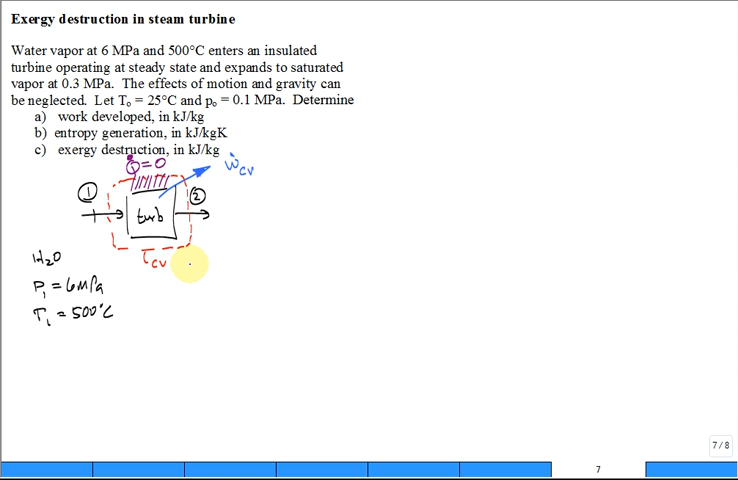 Exergy destruction in steam turbine
Water vapor at 6 MPa and 500°C enters an insulated
turbine operating at steady state and expands to saturated
vapor at 0.3 MPa. The effects of motion and gravity can
be neglected. Let Tₒ = 25°C and pₒ = 0.1 MPa. Determine
a) work developed, in kJ/kg
b) entropy generation, in kJ/kgK
c) exergy destruction, in kJ/kg
Q̇ = 0
Ẇcv
1
2
turb
cv
H₂O
P₁ = 6MPa
T₁ = 500°C
7 / 8
7